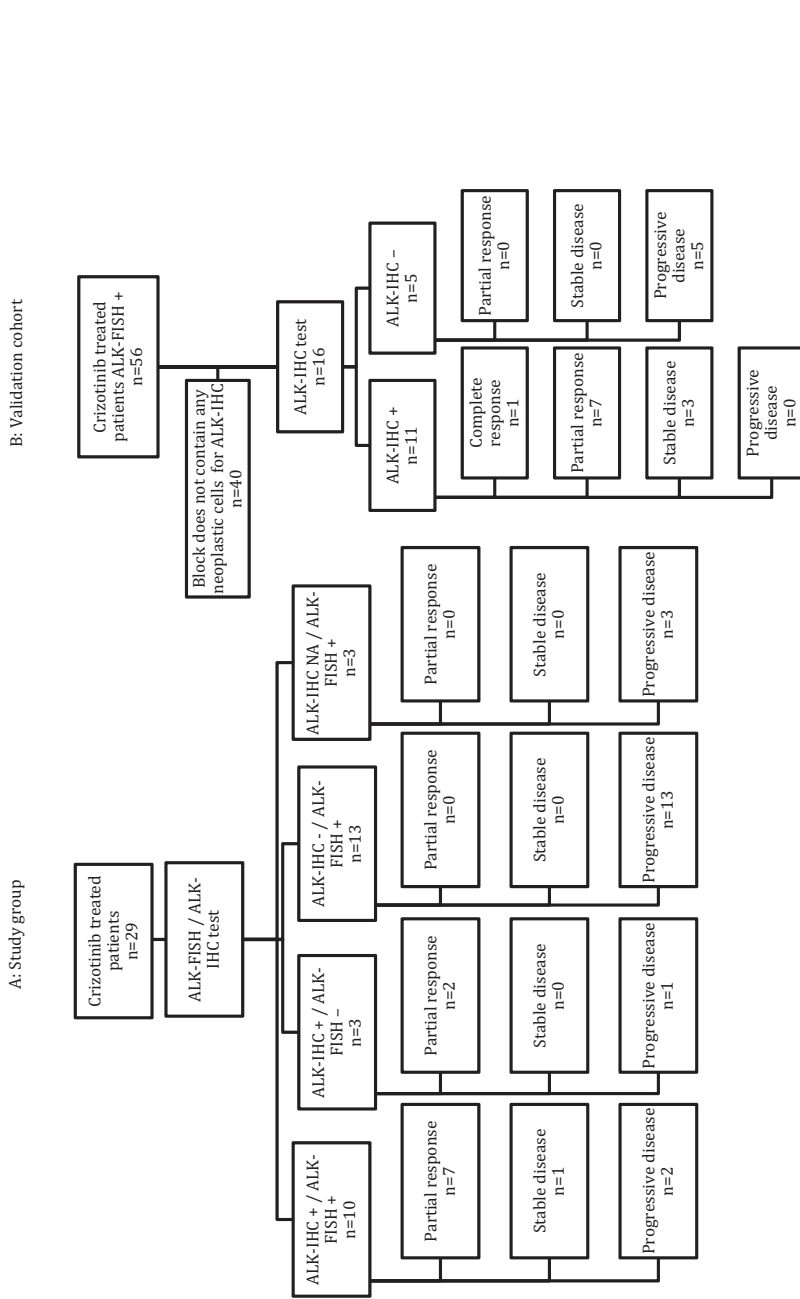 A: Study group
Crizotinib treated
patients
n=29
ALK-FISH / ALK-
IHC test
ALK-IHC + / ALK-
FISH +
n=10
Partial response
n=7
Stable disease
n=1
Progressive disease
n=2
ALK-IHC + / ALK-
FISH –
n=3
Partial response
n=2
Stable disease
n=0
Progressive disease
n=1
ALK-IHC - / ALK-
FISH +
n=13
Partial response
n=0
Stable disease
n=0
Progressive disease
n=13
ALK-IHC NA / ALK-
FISH +
n=3
Partial response
n=0
Stable disease
n=0
Progressive disease
n=3
B: Validation cohort
Crizotinib treated
patients ALK-FISH +
n=56
Block does not contain any
neoplastic cells for ALK-IHC
n=40
ALK-IHC test
n=16
ALK-IHC +
n=11
Complete
response
n=1
Partial response
n=7
Stable disease
n=3
Progressive
disease
n=0
ALK-IHC –
n=5
Partial response
n=0
Stable disease
n=0
Progressive
disease
n=5